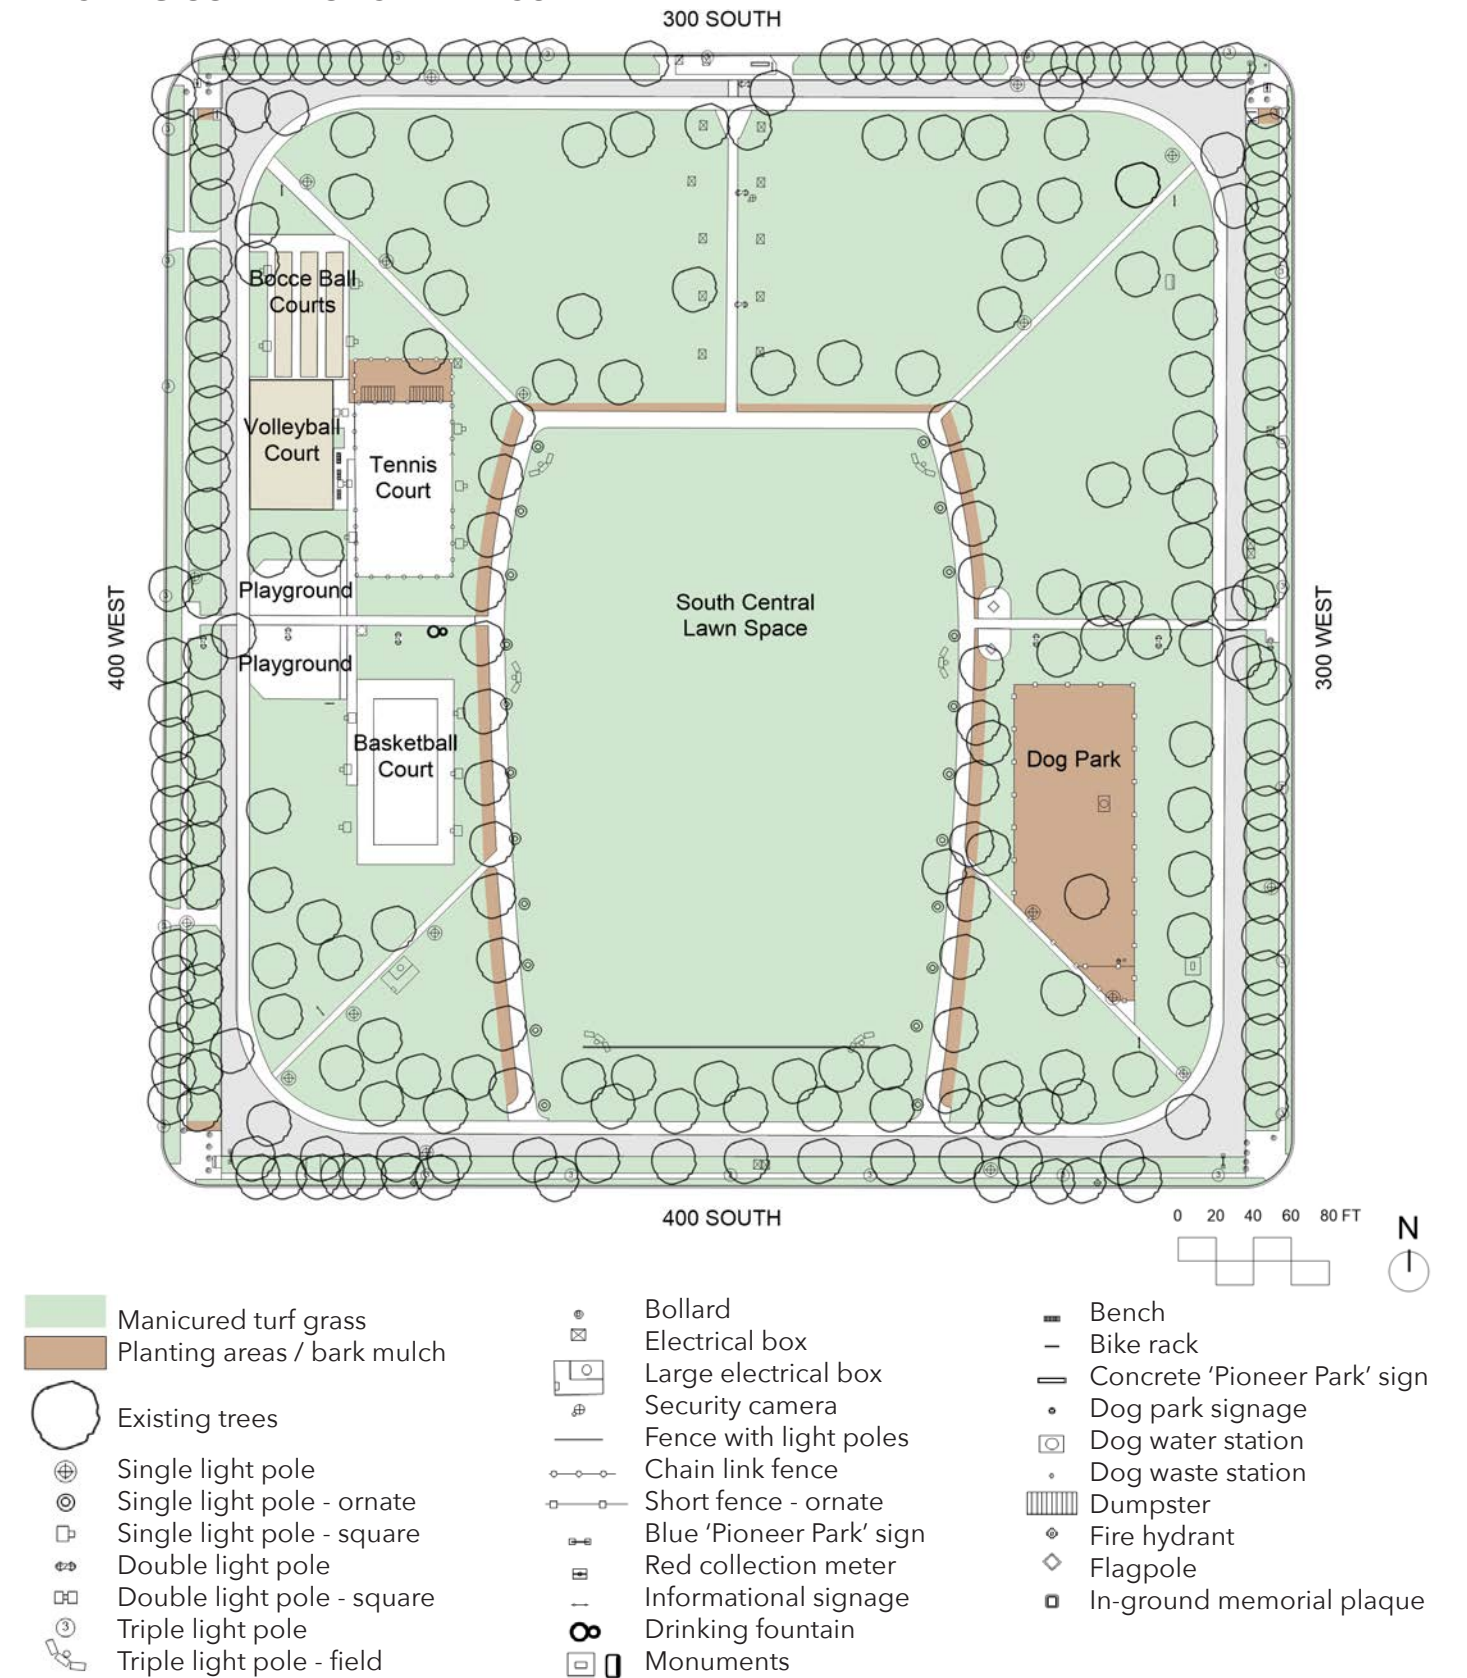 300 SOUTH
Bocce Ball
Courts
Volleyball
Court
Tennis
Court
Playground
South Central
Lawn Space
400 WEST
300 WEST
Playground
Basketball
Court
Dog Park
400 SOUTH
0 20 40 60 80 FT
N
Manicured turf grass
Planting areas / bark mulch
Existing trees
Single light pole
Single light pole - ornate
Single light pole - square
Double light pole
Double light pole - square
3
Triple light pole
Triple light pole - field
Bollard
Electrical box
Large electrical box
Security camera
Fence with light poles
Chain link fence
Short fence - ornate
Blue ‘Pioneer Park’ sign
Red collection meter
Informational signage
Drinking fountain
Monuments
Bench
Bike rack
Concrete ‘Pioneer Park’ sign
Dog park signage
Dog water station
Dog waste station
Dumpster
Fire hydrant
Flagpole
In-ground memorial plaque